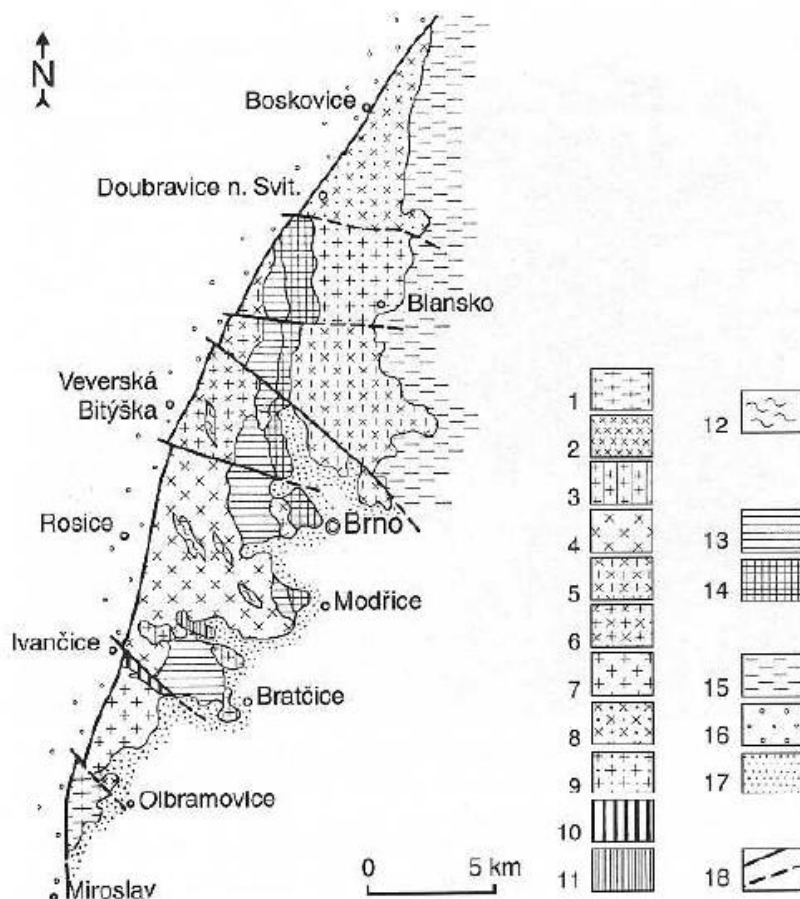 N
Boskovice
Doubravice n. Svit.
Blansko
Veverská
Bitýška
Rosice
Brno
Modřice
Ivančice
Bratčice
Olbramovice
Miroslav
0 5 km
1
2
3
4
5
6
7
8
9
10
11
12
13
14
15
16
17
18